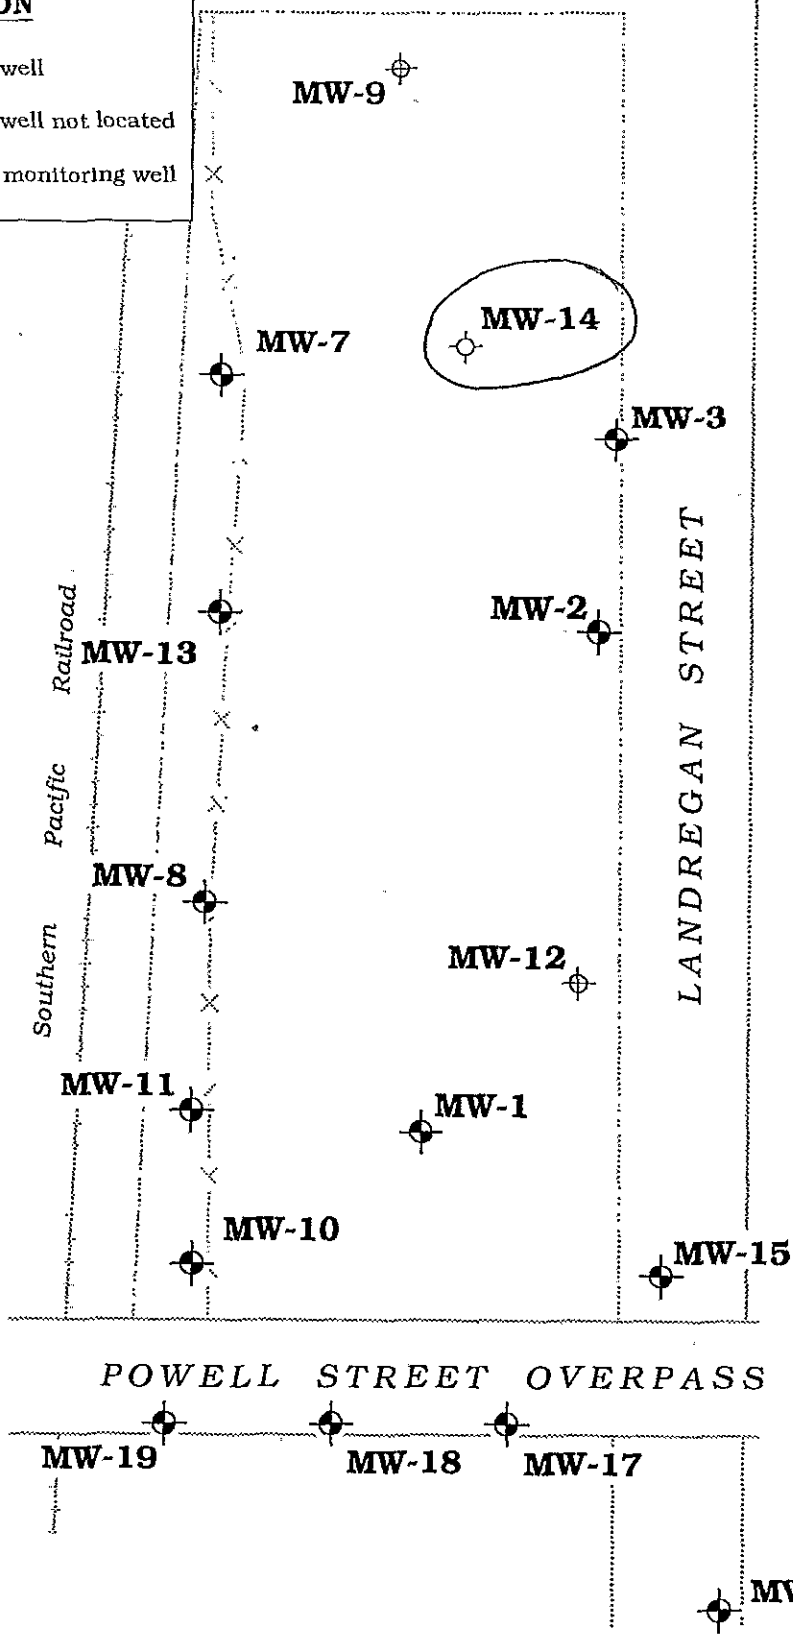 well
well not located
monitoring well
MW-9
MW-14
MW-7
MW-3
MW-2
MW-13
Southern Pacific Railroad
LANDREGAN STREET
MW-8
MW-12
MW-11
MW-1
MW-10
MW-15
POWELL STREET OVERPASS
MW-19
MW-18
MW-17